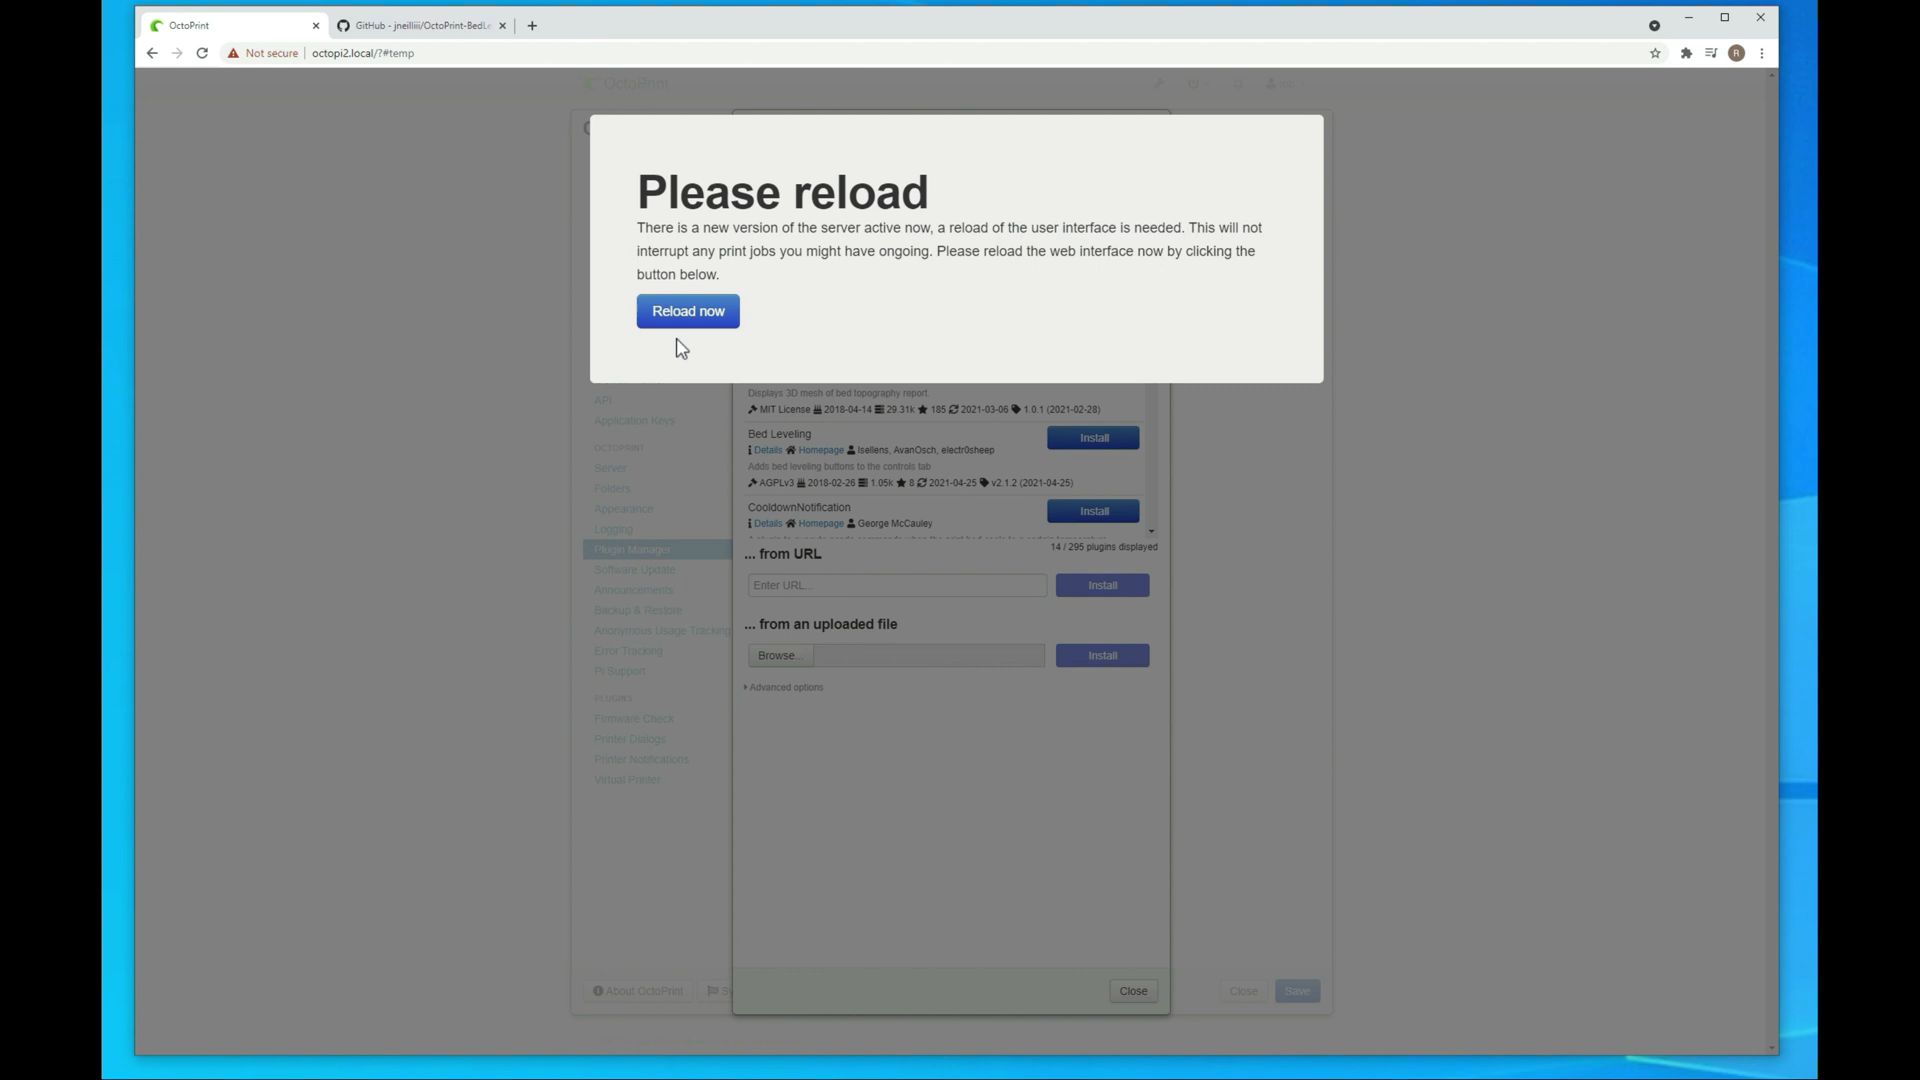 OctoPrint
GitHub - jneilliii/OctoPrint-BedLe
Not secure octopi2.local/?#temp
R
OctoPrint
Please reload
There is a new version of the server active now, a reload of the user interface is needed. This will not
interrupt any print jobs you might have ongoing. Please reload the web interface now by clicking the
button below.
Reload now
API
Application Keys
OCTOPRINT
Server
Folders
Appearance
Logging
Plugin Manager
Software Update
Announcements
Backup & Restore
Anonymous Usage Tracking
Error Tracking
Pi Support
PLUGINS
Firmware Check
Printer Dialogs
Printer Notifications
Virtual Printer
About OctoPrint
Displays 3D mesh of bed topography report.
MIT License 2018-04-14 29.31k 185 2021-03-06 1.0.1 (2021-02-28)
Bed Leveling
Install
Details Homepage lsellens, AvanOsch, electr0sheep
Adds bed leveling buttons to the controls tab
AGPLv3 2018-02-26 1.05k 8 2021-04-25 v2.1.2 (2021-04-25)
CooldownNotification
Install
Details Homepage George McCauley
14 / 295 plugins displayed
... from URL
Enter URL...
Install
... from an uploaded file
Browse...
Install
Advanced options
Close
Close
Save